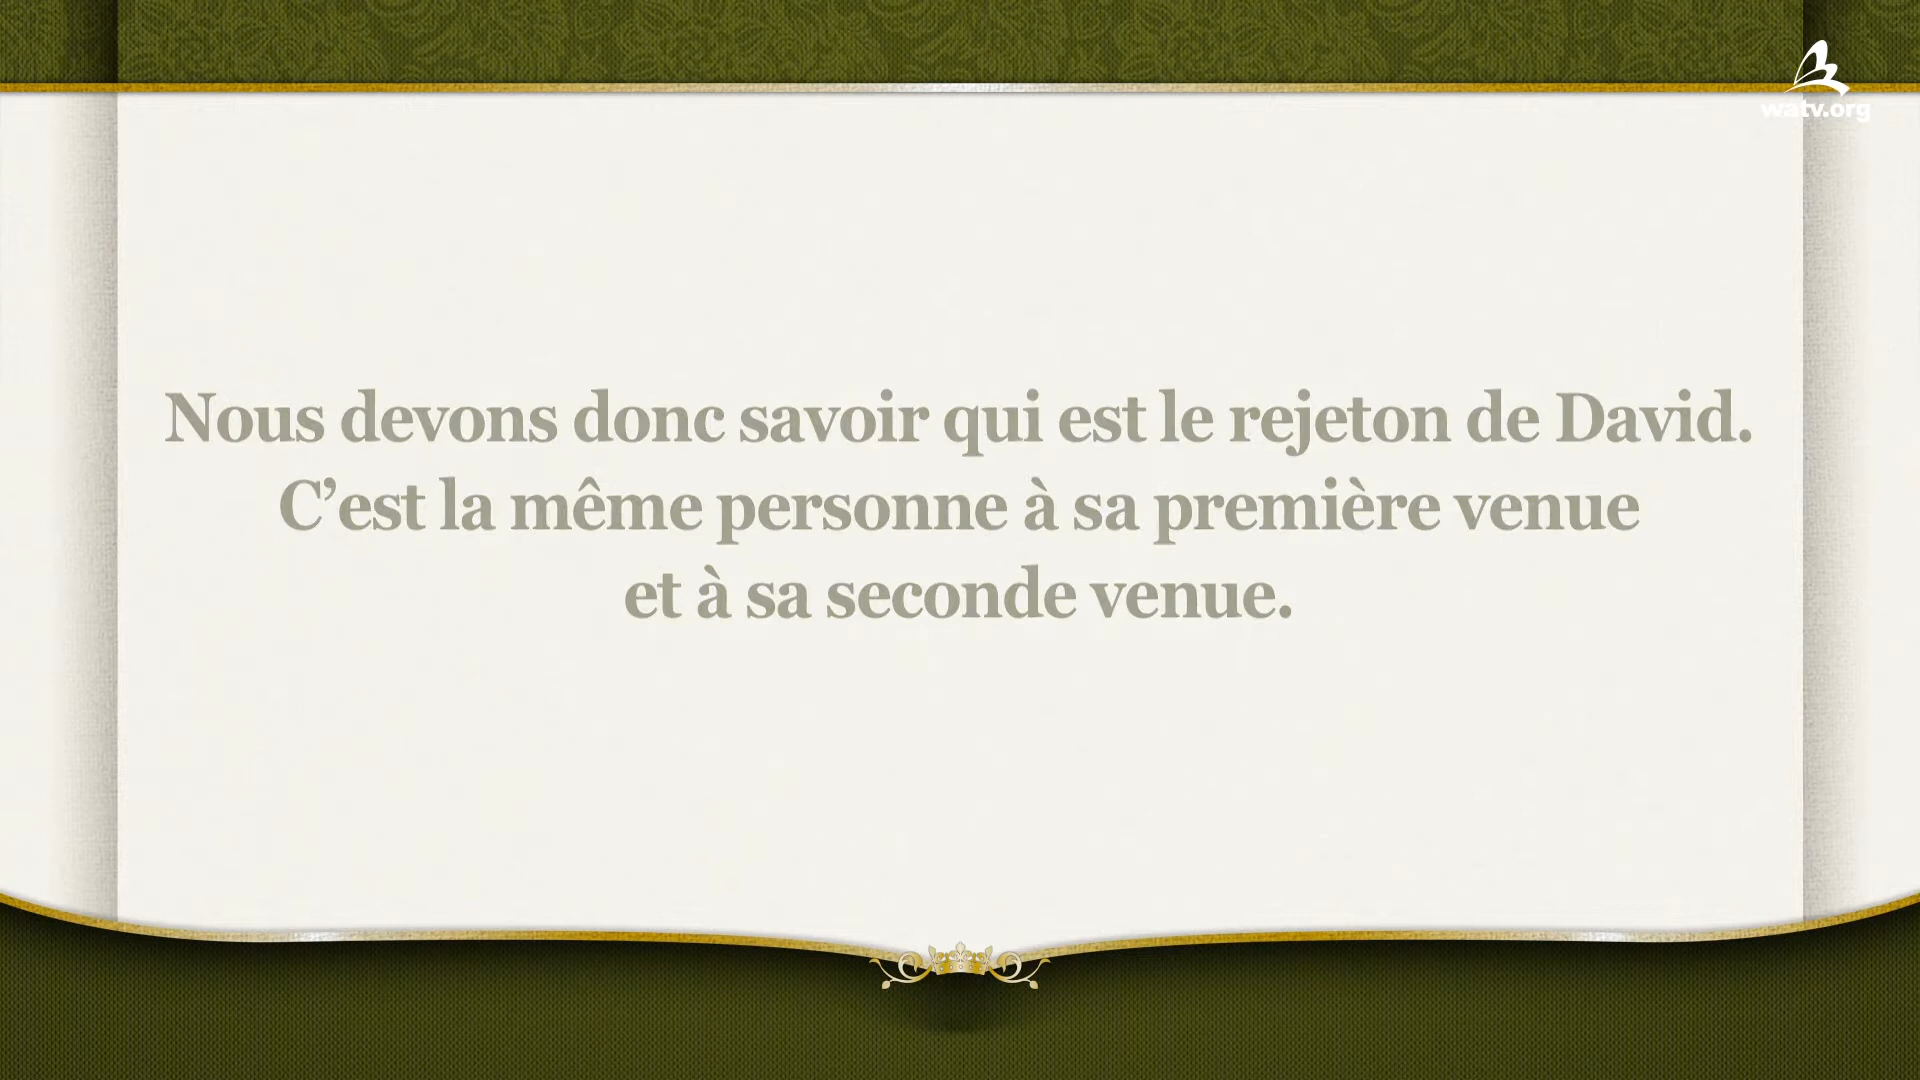 watv.org
Nous devons donc savoir qui est le rejeton de David.
C’est la même personne à sa première venue
et à sa seconde venue.